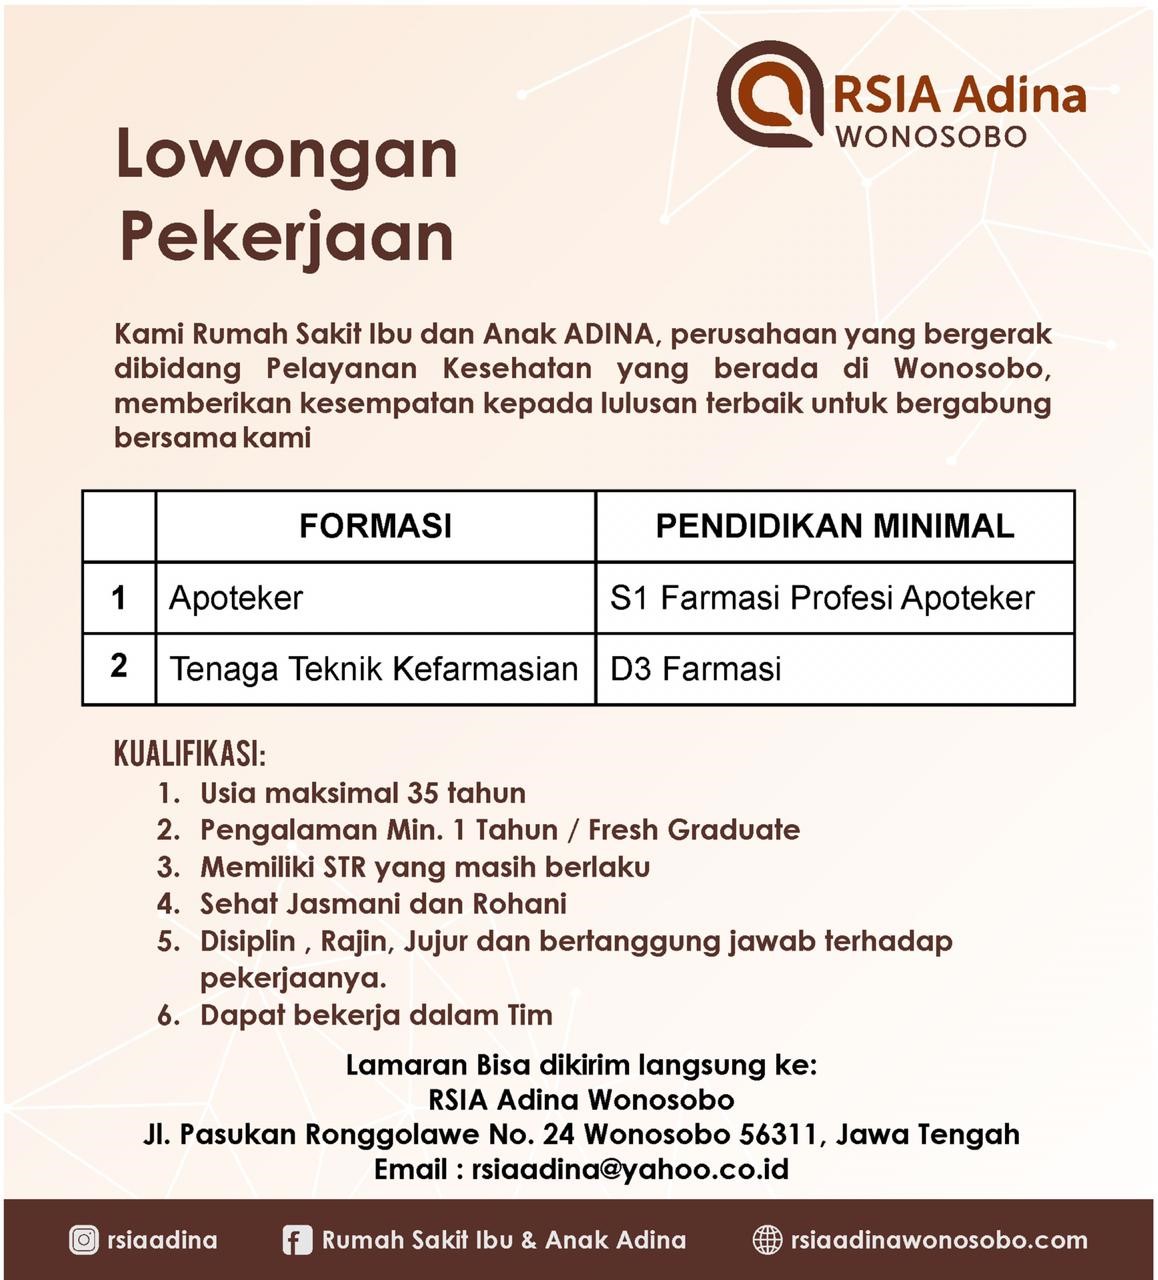 RSIA Adina
WONOSOBO
Lowongan
Pekerjaan
Kami Rumah Sakit Ibu dan Anak ADINA, perusahaan yang bergerak
dibidang Pelayanan Kesehatan yang berada di Wonosobo,
memberikan kesempatan kepada lulusan terbaik untuk bergabung
bersama kami
FORMASI PENDIDIKAN MINIMAL
1 Apoteker S1 Farmasi Profesi Apoteker
2 Tenaga Teknik Kefarmasian D3 Farmasi
KUALIFIKASI:
1. Usia maksimal 35 tahun
2. Pengalaman Min. 1 Tahun / Fresh Graduate
3. Memiliki STR yang masih berlaku
4. Sehat Jasmani dan Rohani
5. Disiplin , Rajin, Jujur dan bertanggung jawab terhadap
pekerjaanya.
6. Dapat bekerja dalam Tim
Lamaran Bisa dikirim langsung ke:
RSIA Adina Wonosobo
Jl. Pasukan Ronggolawe No. 24 Wonosobo 56311, Jawa Tengah
Email : rsiaadina@yahoo.co.id
rsiaadina Rumah Sakit Ibu & Anak Adina rsiaadinawonosobo.com